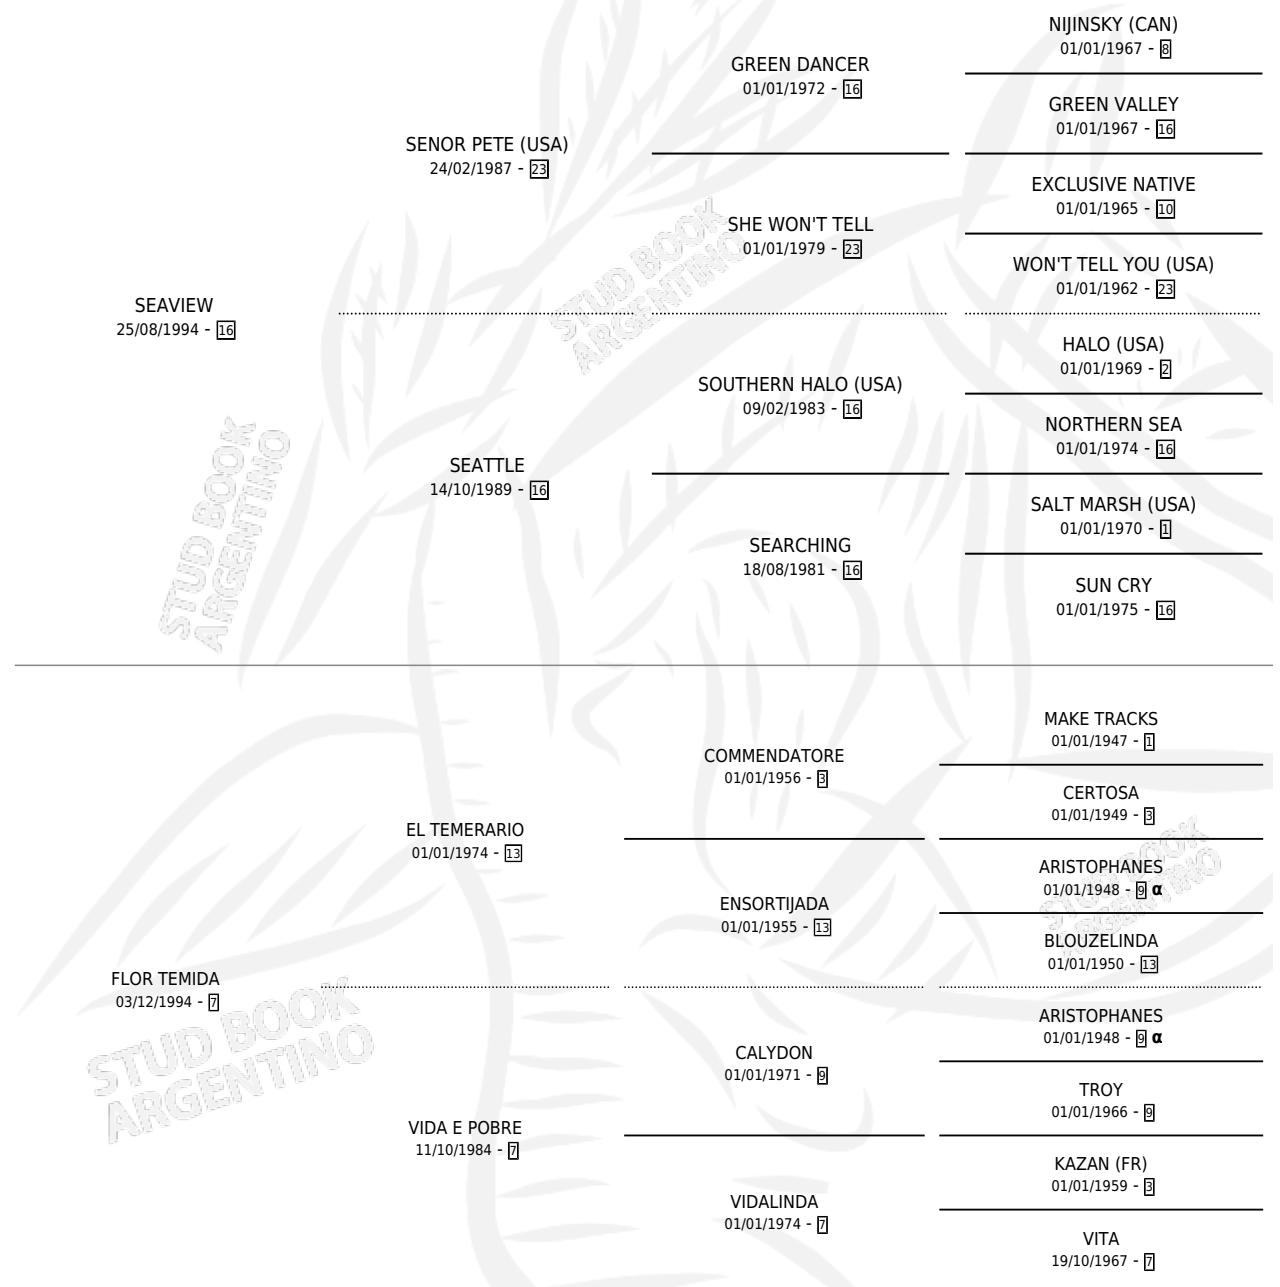 NIJINSKY (CAN)
01/01/1967 - 8
GREEN DANCER
01/01/1972 - 16
GREEN VALLEY
01/01/1967 - 16
SENOR PETE (USA)
24/02/1987 - 23
EXCLUSIVE NATIVE
01/01/1965 - 10
SHE WON'T TELL
01/01/1979 - 23
WON'T TELL YOU (USA)
01/01/1962 - 23
SEAVIEW
25/08/1994 - 16
HALO (USA)
01/01/1969 - 2
SOUTHERN HALO (USA)
09/02/1983 - 16
NORTHERN SEA
01/01/1974 - 16
SEATTLE
14/10/1989 - 16
SALT MARSH (USA)
01/01/1970 - 1
SEARCHING
18/08/1981 - 16
SUN CRY
01/01/1975 - 16
STUD BOOK
ARGENTINO
STUD BOOK
ARGENTINO
MAKE TRACKS
01/01/1947 - 1
COMMENDATORE
01/01/1956 - 3
CERTOSA
01/01/1949 - 3
EL TEMERARIO
01/01/1974 - 13
ARISTOPHANES
01/01/1948 - 9 α
ENSORTIJADA
01/01/1955 - 13
BLOUZELINDA
01/01/1950 - 13
FLOR TEMIDA
03/12/1994 - 7
ARISTOPHANES
01/01/1948 - 9 α
CALYDON
01/01/1971 - 9
TROY
01/01/1966 - 9
VIDA E POBRE
11/10/1984 - 7
KAZAN (FR)
01/01/1959 - 3
VIDALINDA
01/01/1974 - 7
VITA
19/10/1967 - 7
STUD BOOK
ARGENTINO
STUD BOOK
ARGENTINO